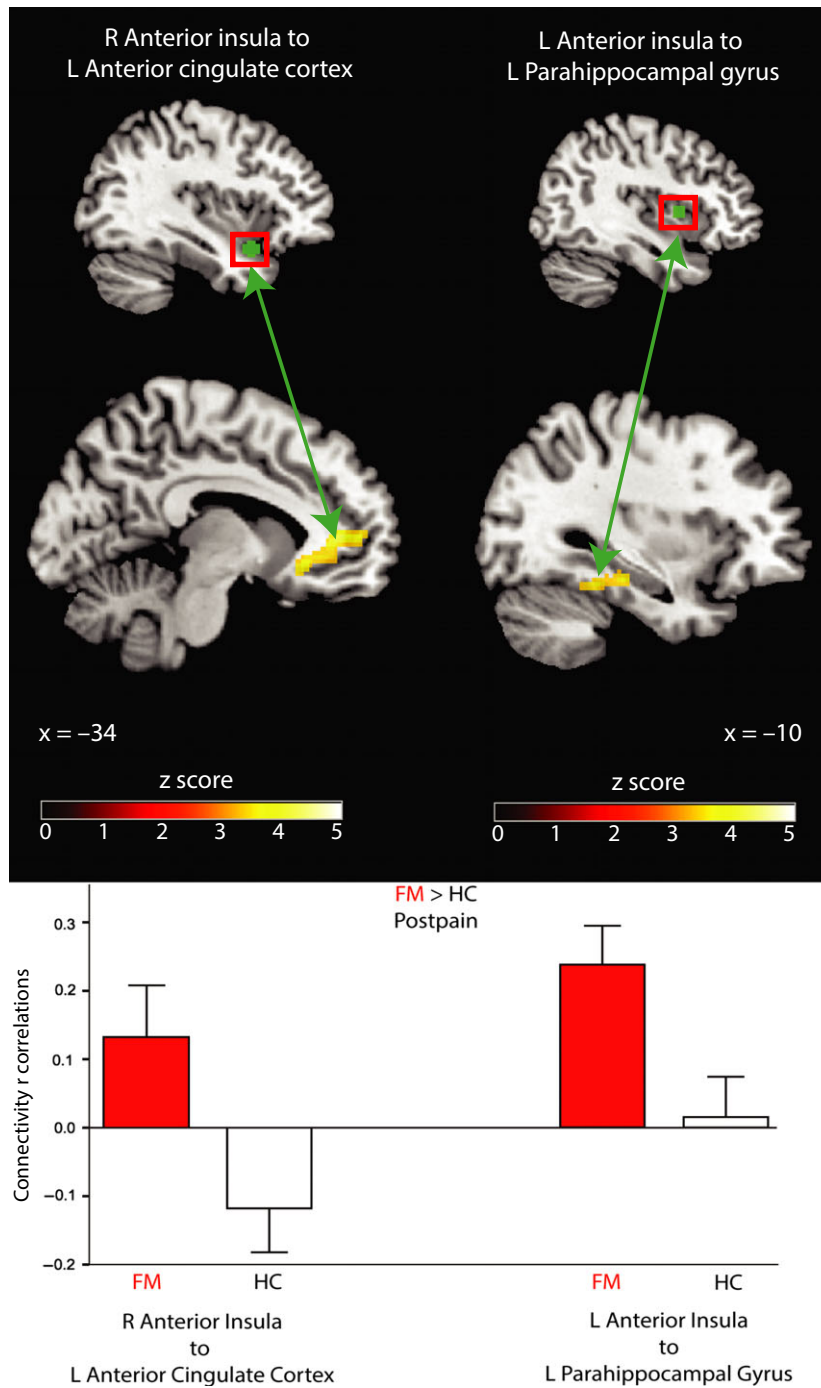 R Anterior insula to
L Anterior cingulate cortex
L Anterior insula to
L Parahippocampal gyrus
x = –34
x = –10
z score
0 1 2 3 4 5
z score
0 1 2 3 4 5
FM > HC
Postpain
Connectivity r correlations
0.3
0.2
0.1
0.0
–0.1
–0.2
FM HC FM HC
R Anterior Insula
to
L Anterior Cingulate Cortex
L Anterior Insula
to
L Parahippocampal Gyrus